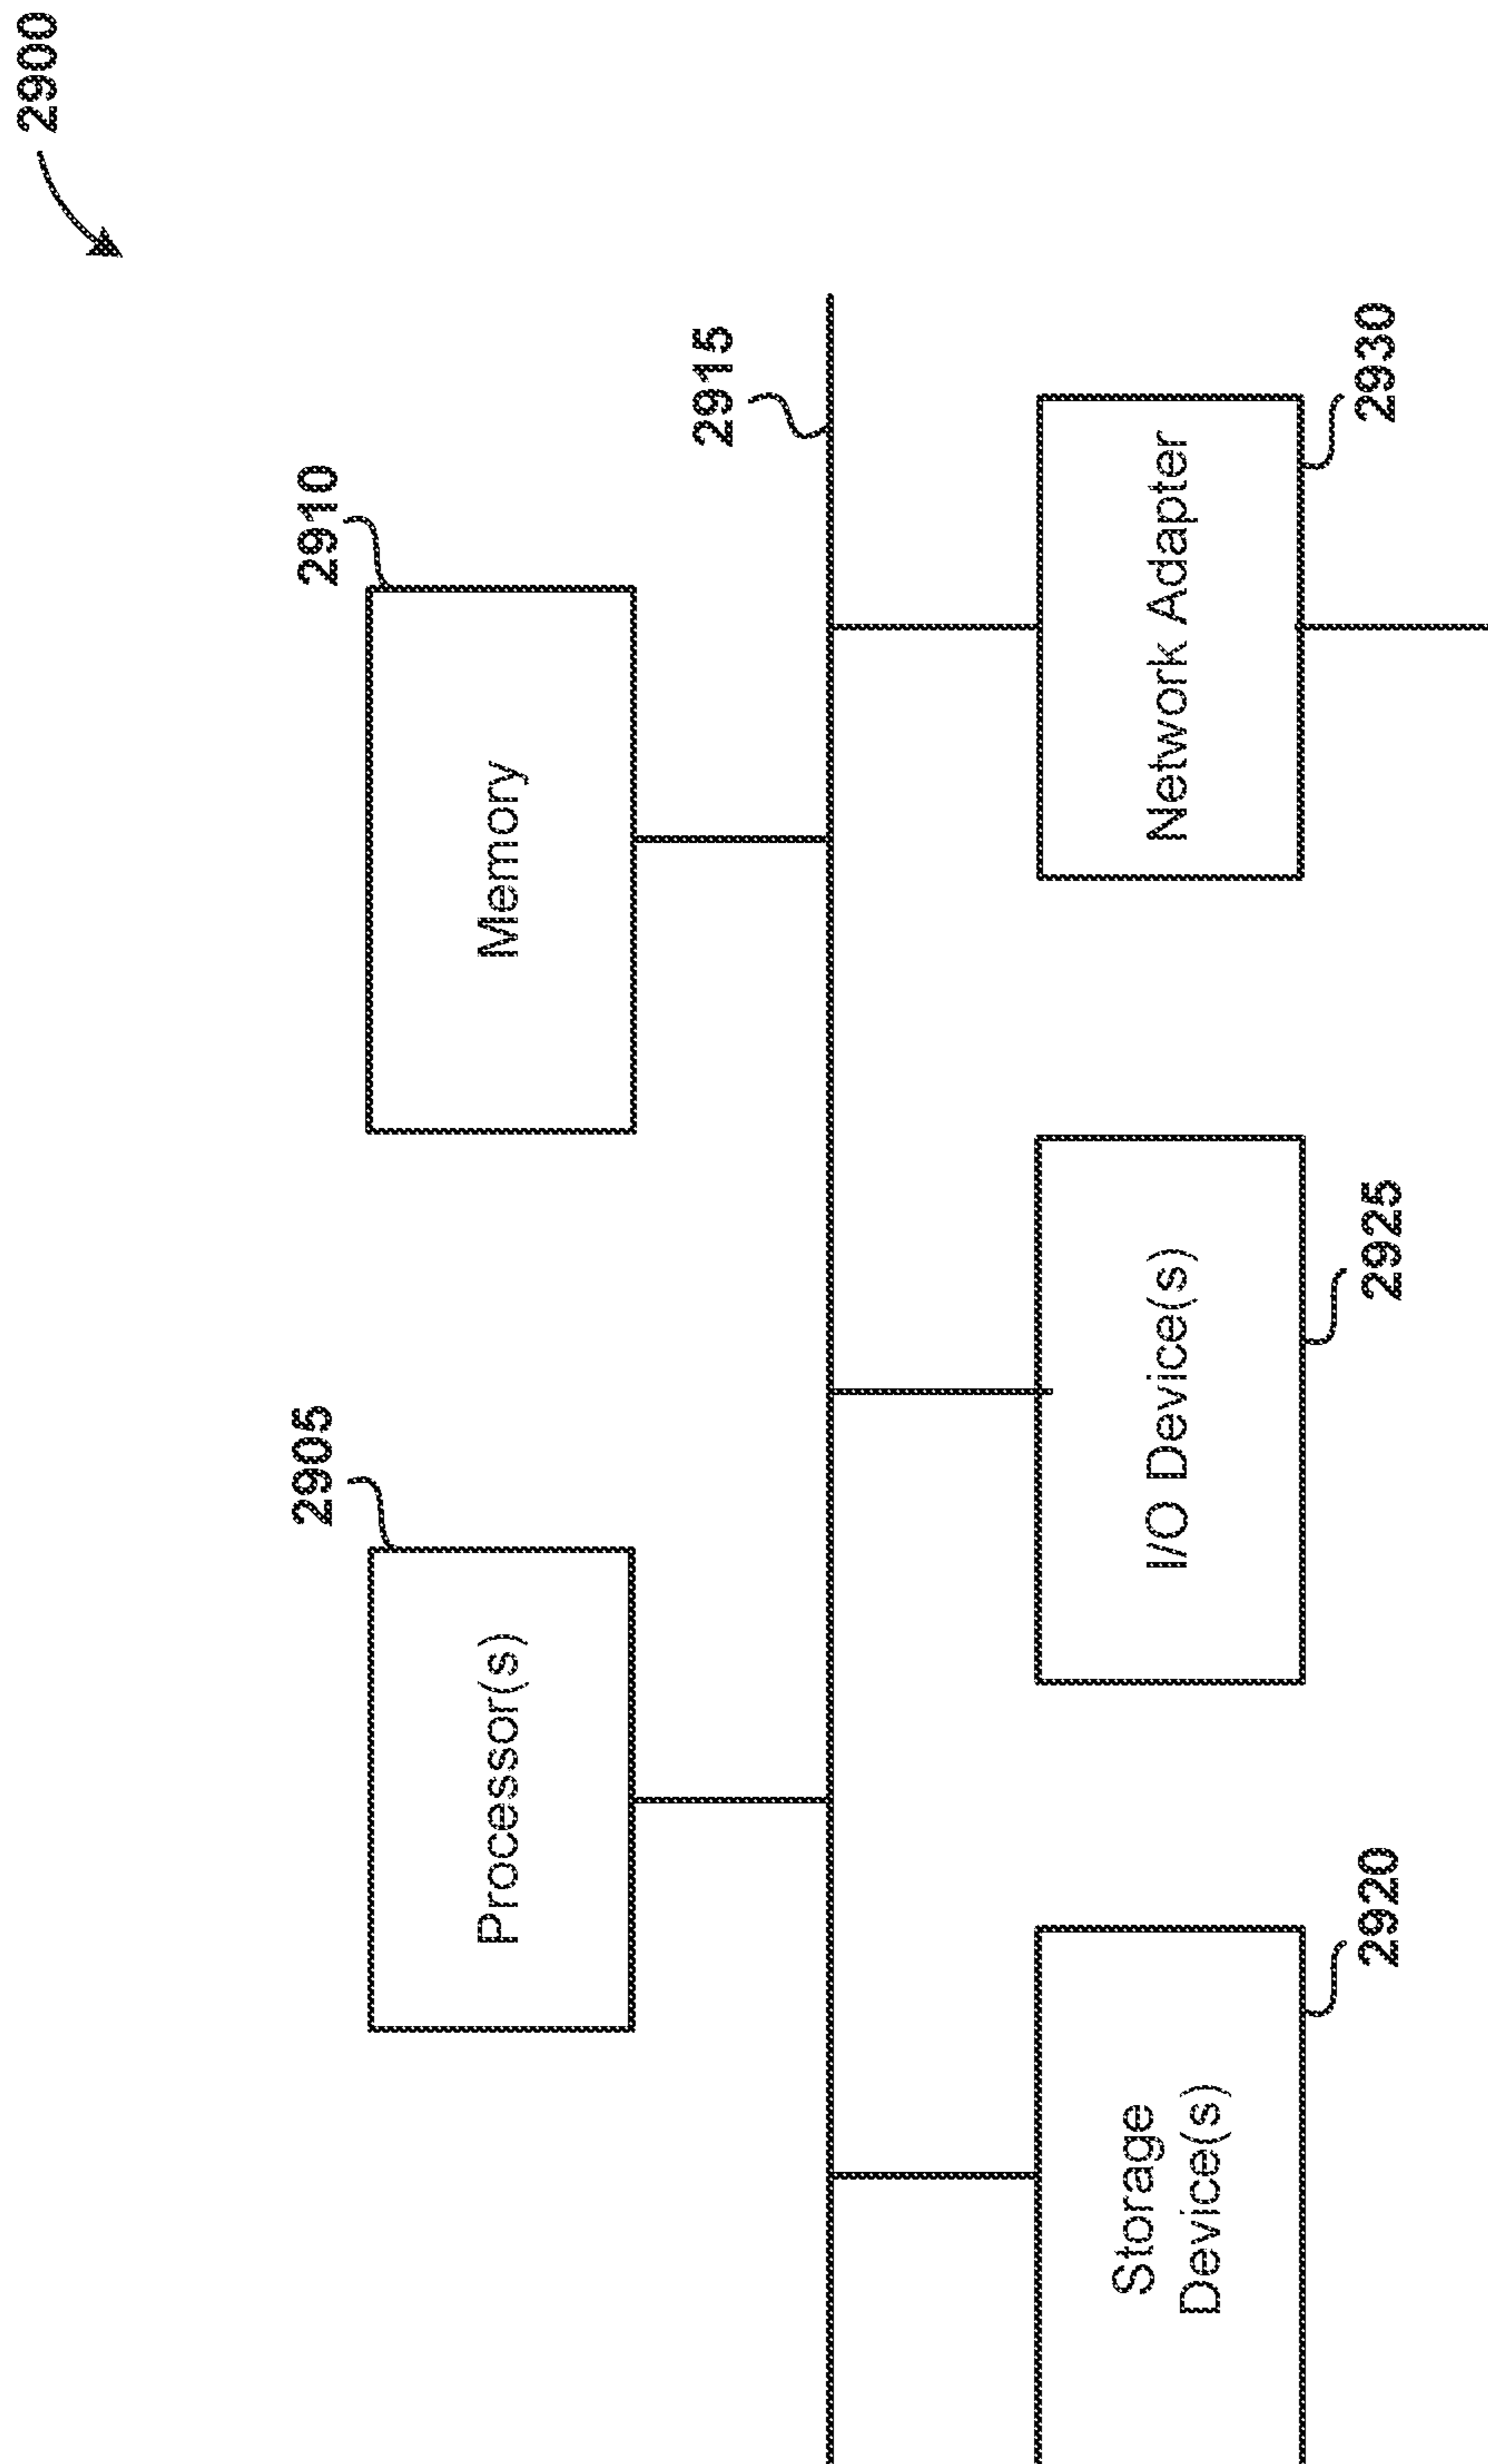 2900
2905
Processor(s)
2910
Memory
2915
Storage
Device(s)
2920
I/O Device(s)
2925
Network Adapter
2930